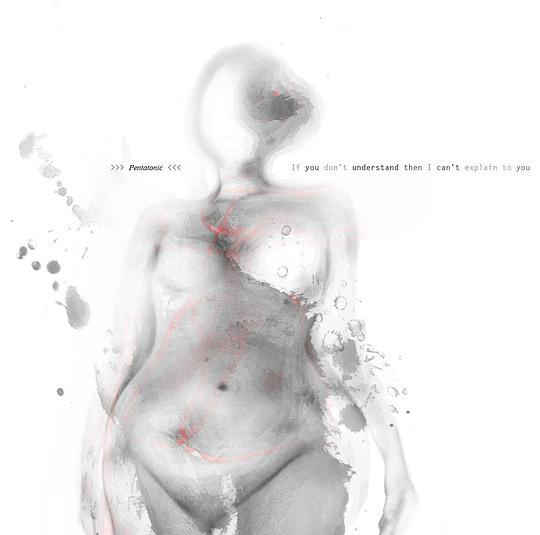 >>> Pentatonic <<<
If you don't understand then I can't explain to you